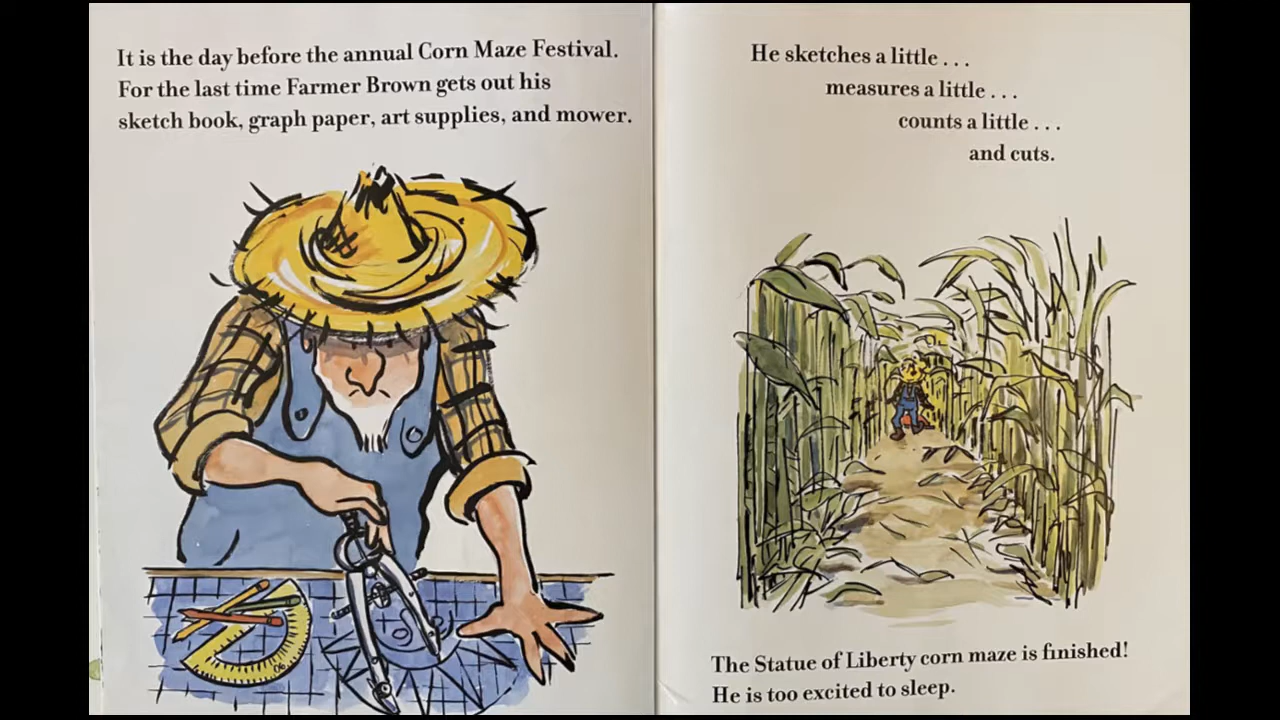 It is the day before the annual Corn Maze Festival.
For the last time Farmer Brown gets out his
sketch book, graph paper, art supplies, and mower.
He sketches a little . . .
measures a little . . .
counts a little . . .
and cuts.
The Statue of Liberty corn maze is finished!
He is too excited to sleep.